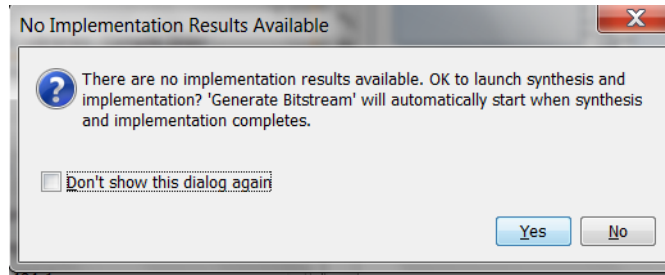 No Implementation Results Available
There are no implementation results available. OK to launch synthesis and
implementation? 'Generate Bitstream' will automatically start when synthesis
and implementation completes.
Don't show this dialog again
Yes No